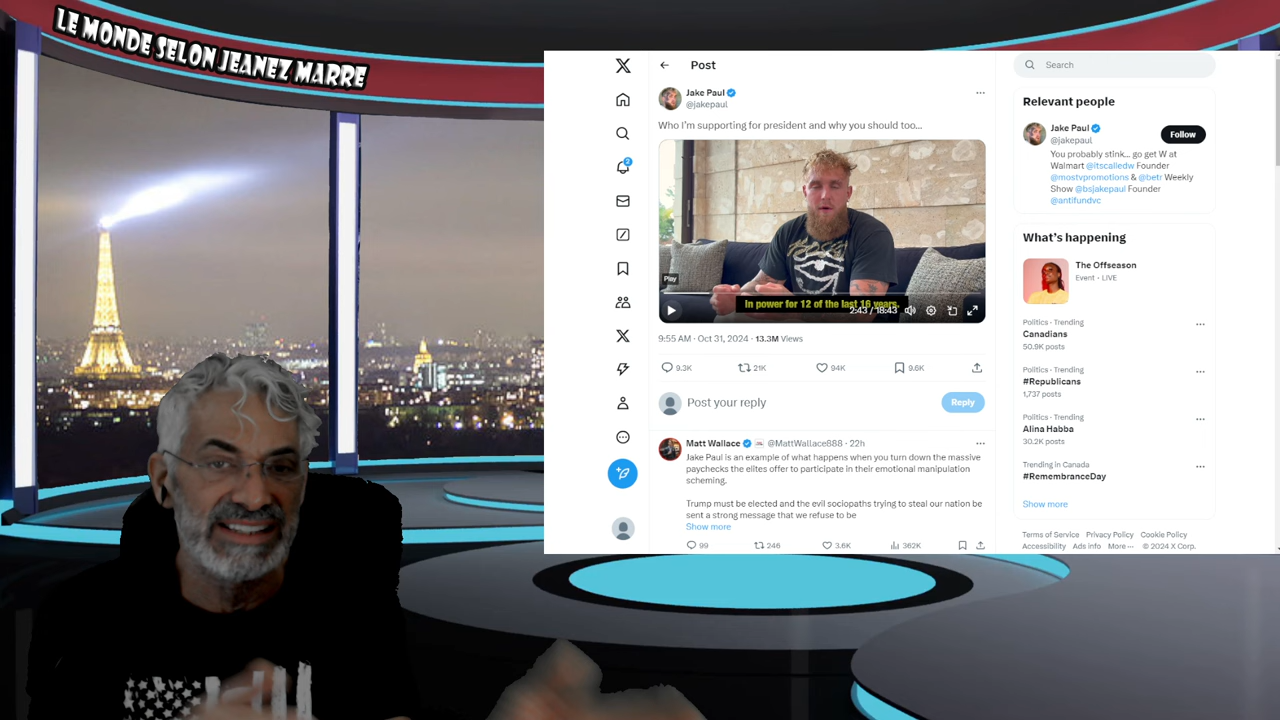 LE MONDE SELON JEANEZ MARRE
Post
Search
Jake Paul
@jakepaul
Who I'm supporting for president and why you should too...
Play
In power for 12 of the last 16 years.
2:43 / 18:43
9:55 AM · Oct 31, 2024 · 13.3M Views
9.3K 21K 94K 9.6K
Post your reply
Reply
Matt Wallace @MattWallace888 · 22h
Jake Paul is an example of what happens when you turn down the massive
paychecks the elites offer to participate in their emotional manipulation
scheming.
Trump must be elected and the evil sociopaths trying to steal our nation be
sent a strong message that we refuse to be
Show more
99 246 3.6K 362K
Relevant people
Jake Paul
@jakepaul
Follow
You probably stink... go get W at
Walmart @itscalledw Founder
@mostvpromotions & @betr Weekly
Show @bsjakepaul Founder
@antifundvc
What's happening
The Offseason
Event · LIVE
Politics · Trending
Canadians
50.9K posts
Politics · Trending
#Republicans
1,737 posts
Politics · Trending
Alina Habba
30.2K posts
Trending in Canada
#RemembranceDay
Show more
Terms of Service Privacy Policy Cookie Policy
Accessibility Ads info More ··· © 2024 X Corp.